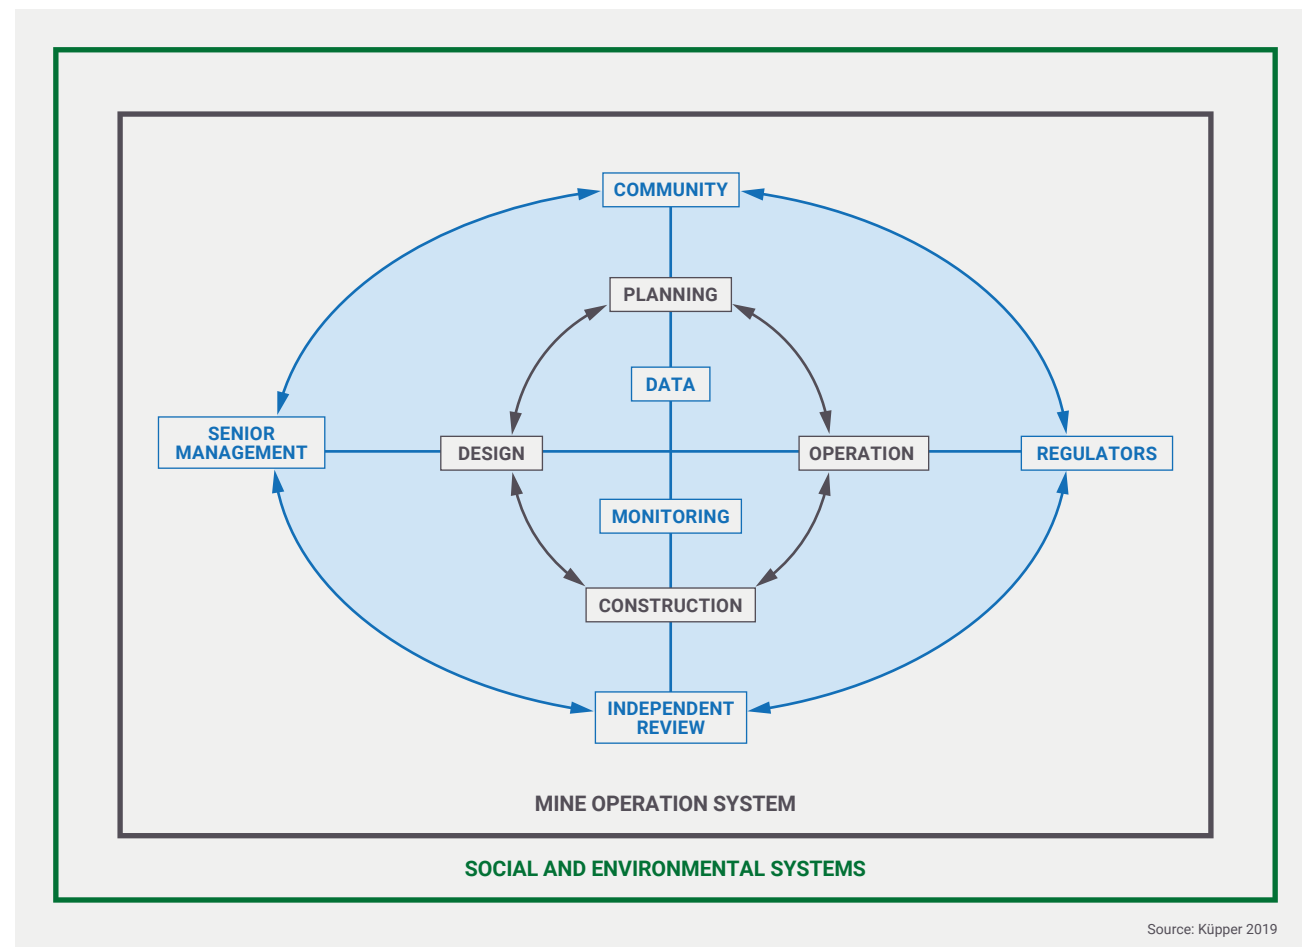 COMMUNITY
PLANNING
DATA
SENIOR
MANAGEMENT
DESIGN
OPERATION
REGULATORS
MONITORING
CONSTRUCTION
INDEPENDENT
REVIEW
MINE OPERATION SYSTEM
SOCIAL AND ENVIRONMENTAL SYSTEMS
Source: Küpper 2019